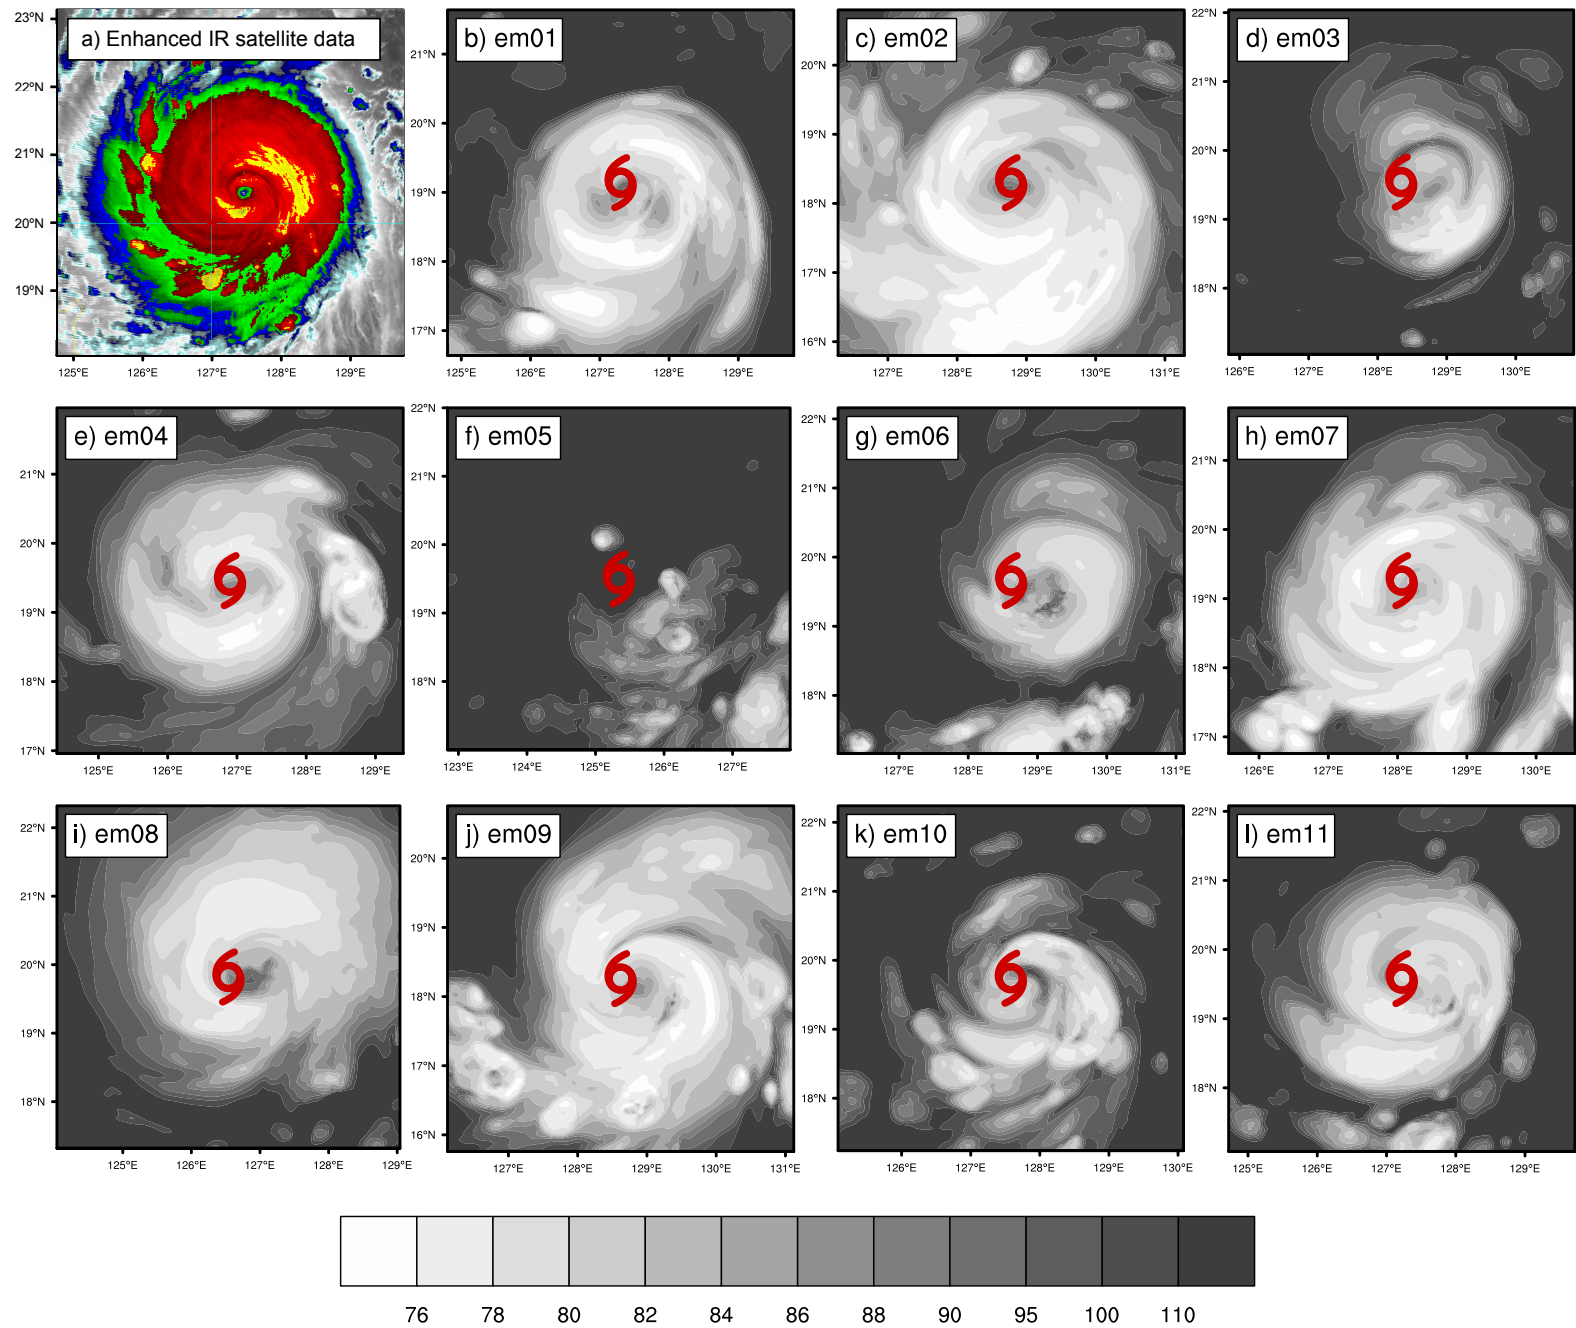 a) Enhanced IR satellite data
23°N
22°N
21°N
20°N
19°N
125°E 126°E 127°E 128°E 129°E
b) em01
21°N
20°N
19°N
18°N
17°N
125°E 126°E 127°E 128°E 129°E
c) em02
20°N
19°N
18°N
17°N
16°N
127°E 128°E 129°E 130°E 131°E
d) em03
22°N
21°N
20°N
19°N
18°N
126°E 127°E 128°E 129°E 130°E
e) em04
21°N
20°N
19°N
18°N
17°N
125°E 126°E 127°E 128°E 129°E
f) em05
22°N
21°N
20°N
19°N
18°N
17°N
123°E 124°E 125°E 126°E 127°E
g) em06
22°N
21°N
20°N
19°N
18°N
127°E 128°E 129°E 130°E 131°E
h) em07
21°N
20°N
19°N
18°N
17°N
126°E 127°E 128°E 129°E 130°E
i) em08
22°N
21°N
20°N
19°N
18°N
125°E 126°E 127°E 128°E 129°E
j) em09
20°N
19°N
18°N
17°N
16°N
127°E 128°E 129°E 130°E 131°E
k) em10
22°N
21°N
20°N
19°N
18°N
126°E 127°E 128°E 129°E 130°E
l) em11
22°N
21°N
20°N
19°N
18°N
125°E 126°E 127°E 128°E 129°E
76 78 80 82 84 86 88 90 95 100 110